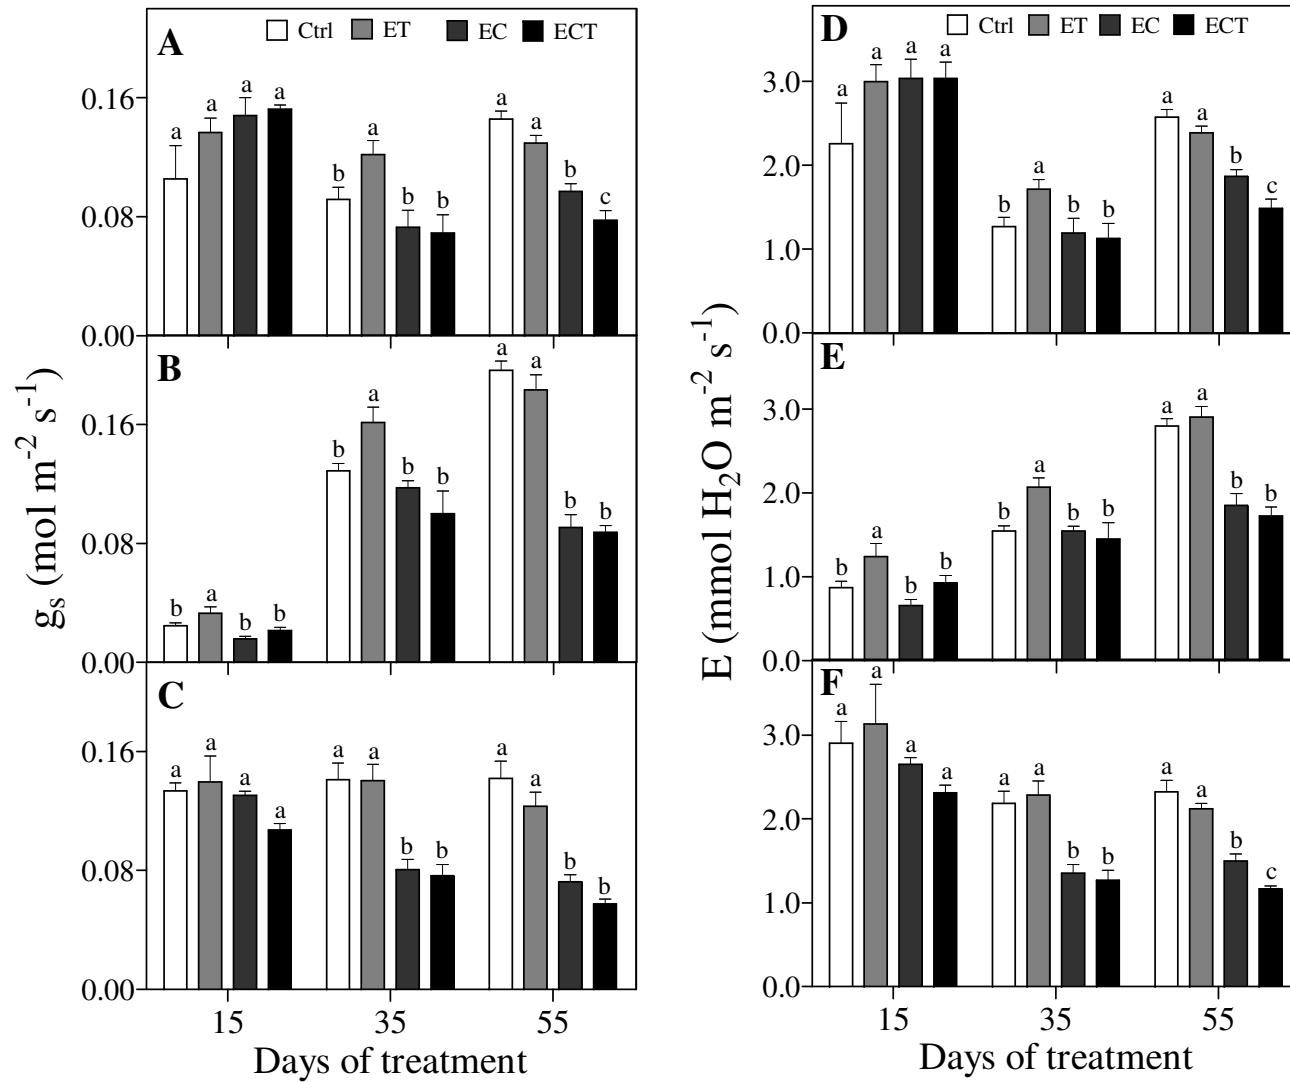 A
Ctrl ET EC ECT
0.16
0.08
0.00
a a a a
b a b b
a a b c
B
0.16
0.08
0.00
b a b b
b a b b
a a b b
C
0.16
0.08
0.00
a a a a
a a b b
a a b b
15 35 55
Days of treatment
gs (mol m-2 s-1)
D
Ctrl ET EC ECT
3.0
2.0
1.0
0.0
a a a a
b a b b
a a b c
E
3.0
2.0
1.0
0.0
b a b b
b a b b
a a b b
F
3.0
2.0
1.0
0.0
a a a a
a a b b
a a b c
15 35 55
Days of treatment
E (mmol H2O m-2 s-1)